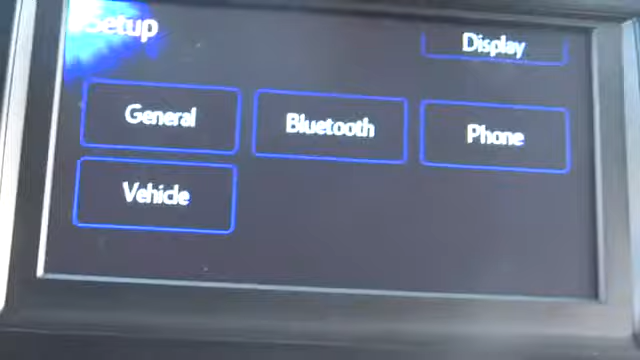 Setup
Display
General
Bluetooth
Phone
Vehicle